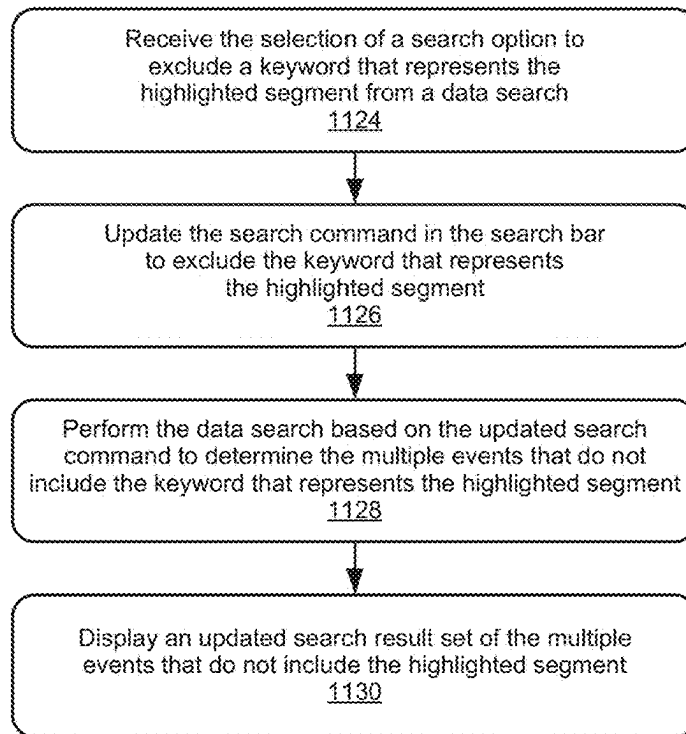 Receive the selection of a search option to
exclude a keyword that represents the
highlighted segment from a data search
1124
Update the search command in the search bar
to exclude the keyword that represents
the highlighted segment
1126
Perform the data search based on the updated search
command to determine the multiple events that do not
include the keyword that represents the highlighted segment
1128
Display an updated search result set of the multiple
events that do not include the highlighted segment
1130